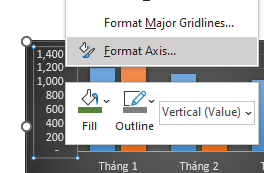 Format Major Gridlines...
Format Axis...
1,400
1,200
1,000
800
600
400
200
-
Fill
Outline
Vertical (Value)
Tháng 1
Tháng 2